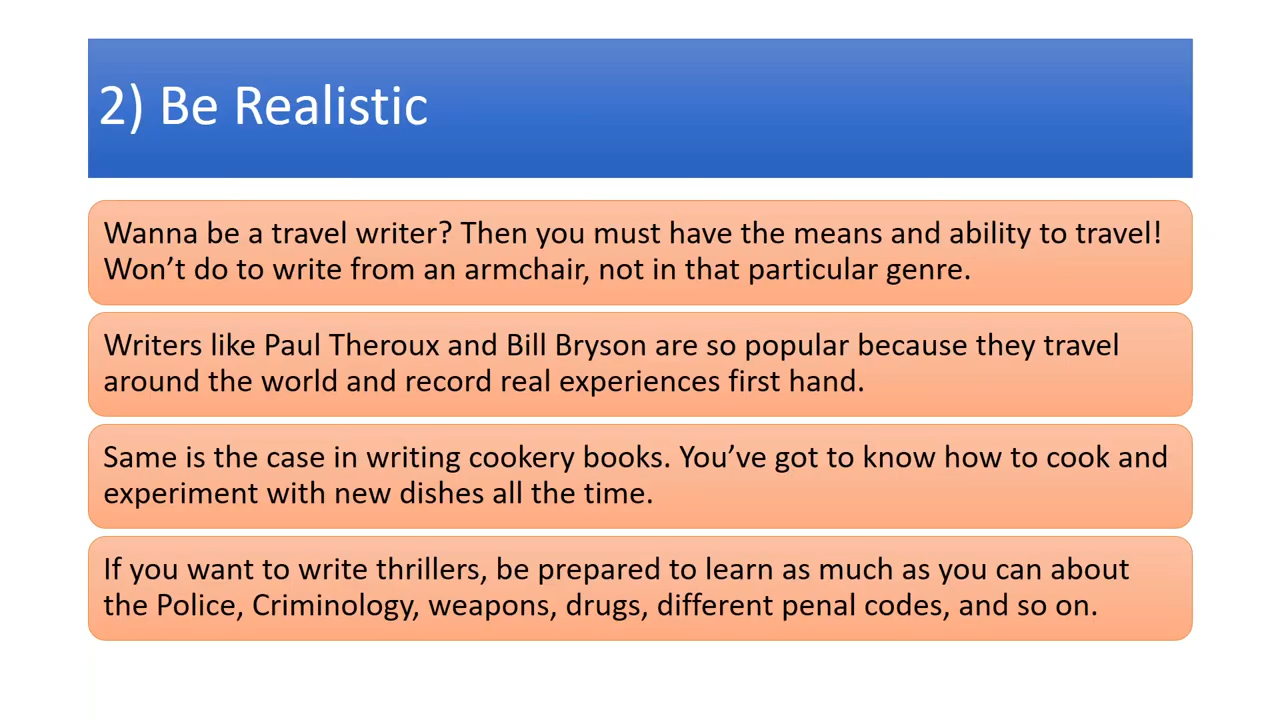 2) Be Realistic
Wanna be a travel writer? Then you must have the means and ability to travel!
Won’t do to write from an armchair, not in that particular genre.
Writers like Paul Theroux and Bill Bryson are so popular because they travel
around the world and record real experiences first hand.
Same is the case in writing cookery books. You’ve got to know how to cook and
experiment with new dishes all the time.
If you want to write thrillers, be prepared to learn as much as you can about
the Police, Criminology, weapons, drugs, different penal codes, and so on.